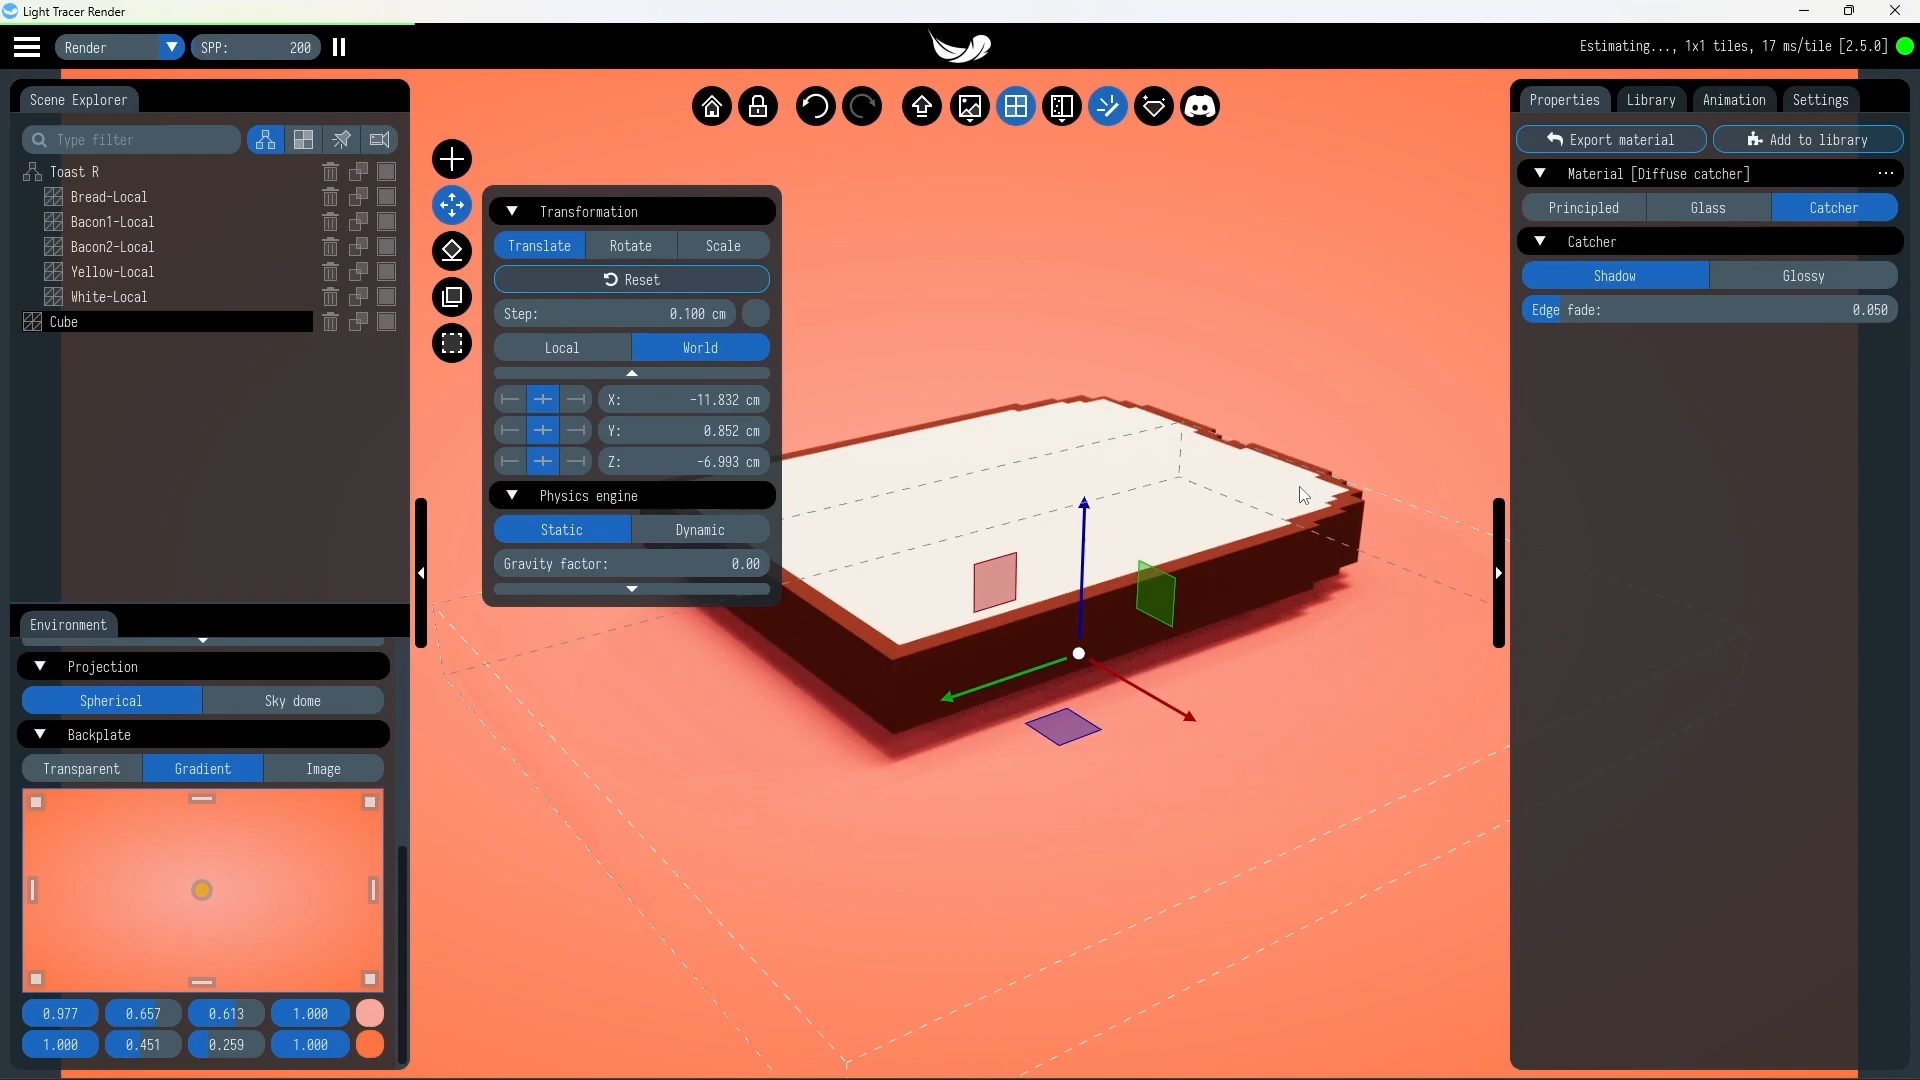 Light Tracer Render
Render
SPP: 200
Estimating..., 1x1 tiles, 17 ms/tile [2.5.0]
Scene Explorer
Type filter
Toast R
Bread-Local
Bacon1-Local
Bacon2-Local
Yellow-Local
White-Local
Cube
Environment
Projection
Spherical Sky dome
Backplate
Transparent Gradient Image
0.977 0.657 0.613 1.000
1.000 0.451 0.259 1.000
Transformation
Translate Rotate Scale
Reset
Step: 0.100 cm
Local World
X: -11.832 cm
Y: 0.852 cm
Z: -6.993 cm
Physics engine
Static Dynamic
Gravity factor: 0.00
Properties Library Animation Settings
Export material Add to library
Material [Diffuse catcher] ...
Principled Glass Catcher
Catcher
Shadow Glossy
Edge fade: 0.050